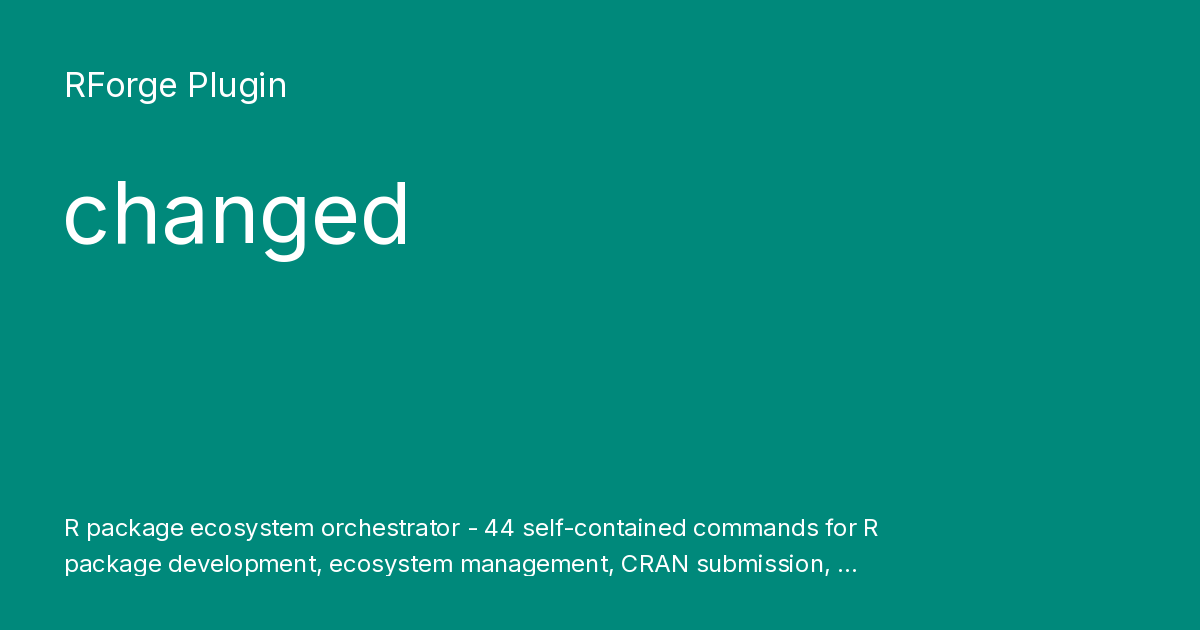 RForge Plugin
changed
R package ecosystem orchestrator - 44 self-contained commands for R
package development, ecosystem management, CRAN submission, ...